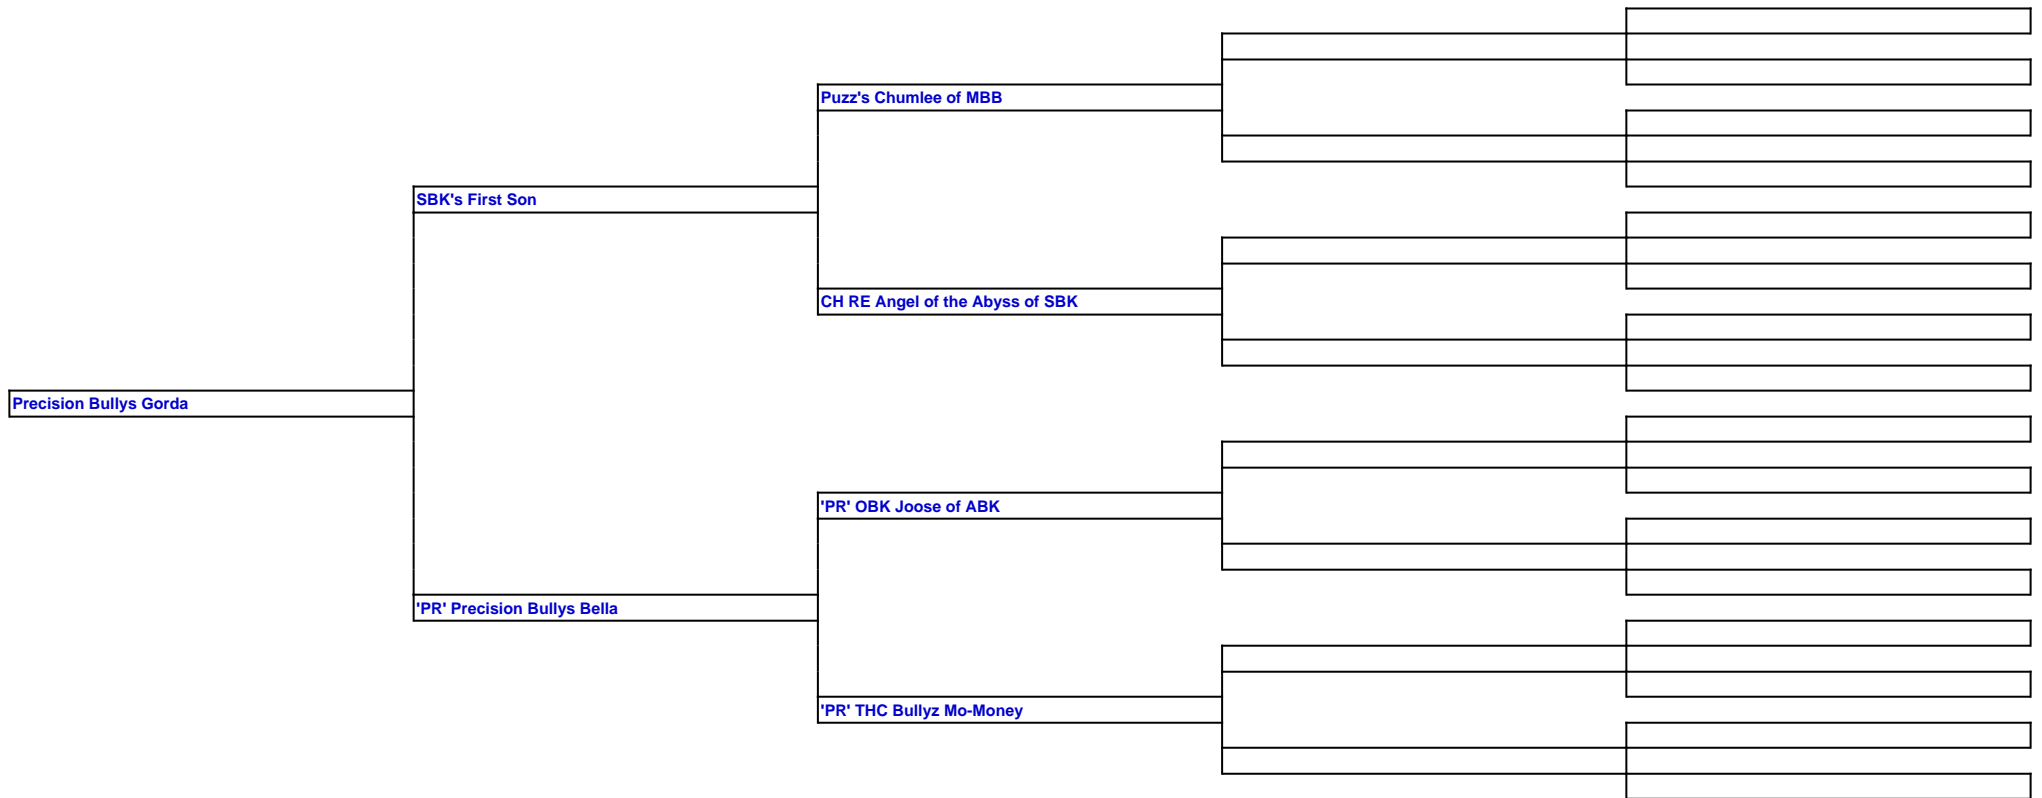 Puzz's Chumlee of MBB
SBK's First Son
CH RE Angel of the Abyss of SBK
Precision Bullys Gorda
'PR' OBK Joose of ABK
'PR' Precision Bullys Bella
'PR' THC Bullyz Mo-Money